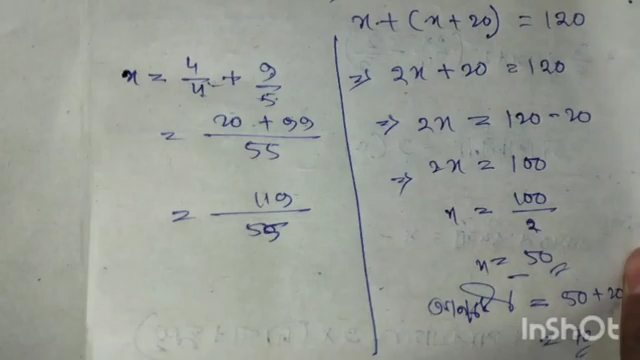 x = 4/4 + 9/5
= 20 + 99 / 55
= 119 / 55
x + (x + 20) = 120
⇒ 2x + 20 = 120
⇒ 2x = 120 - 20
⇒ 2x = 100
x = 100/2
x = 50
= 50 + 20
InShOt